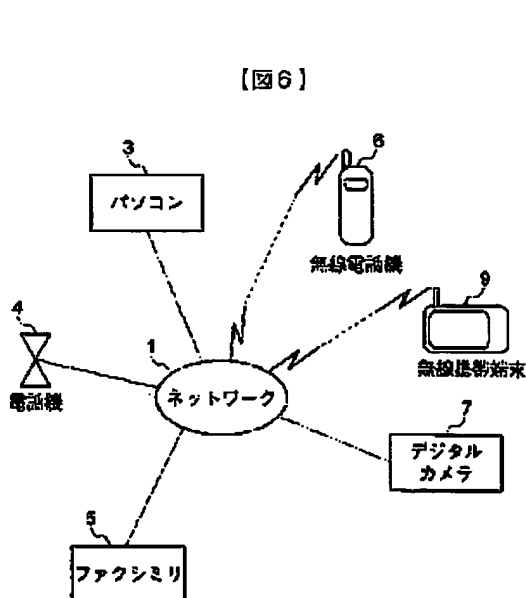 【図6】
3
パソコン
6
無線電話機
9
無線携帯端末
4
電話機
1
ネットワーク
7
デジタル
カメラ
5
ファクシミリ